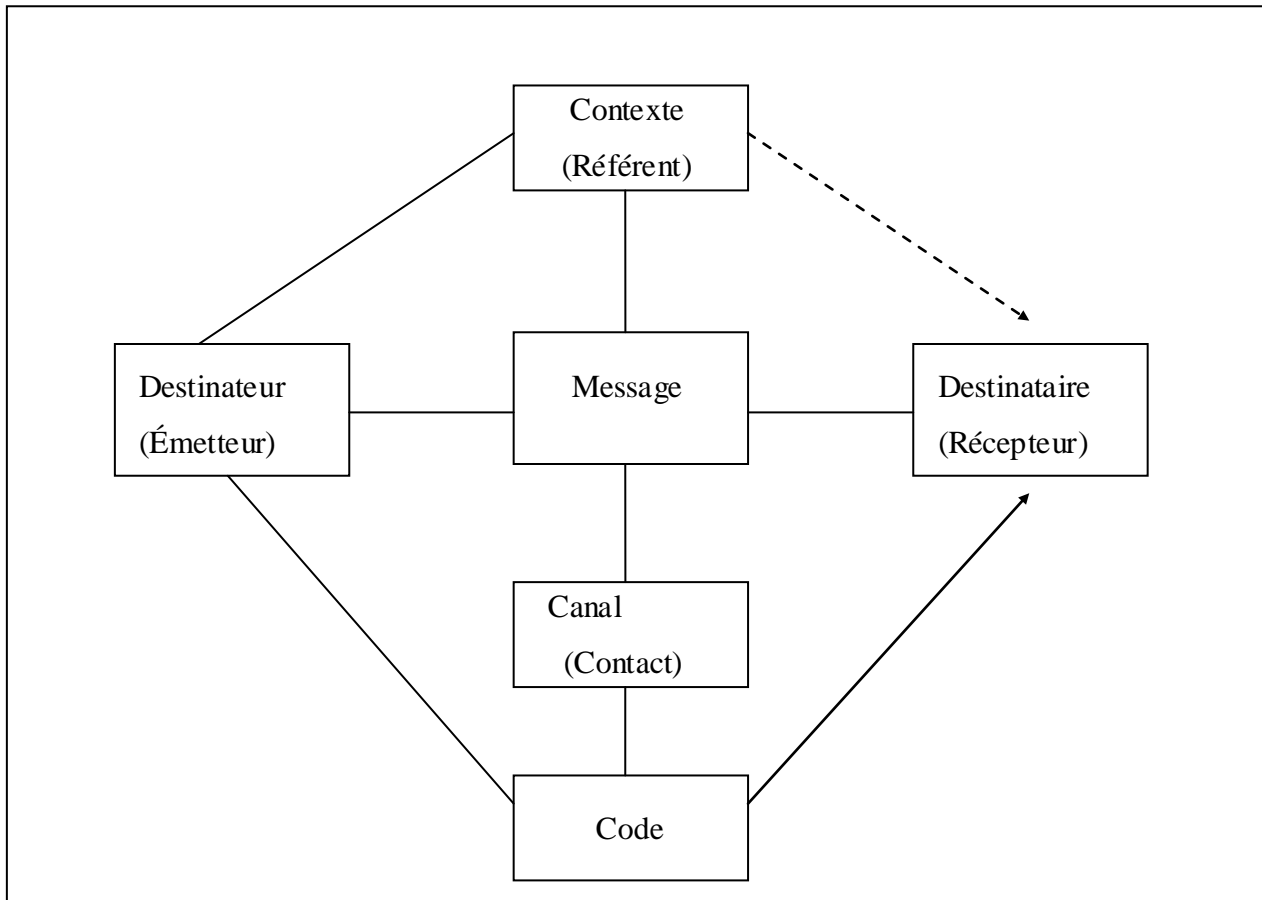 Contexte
(Référent)
Destinateur
(Émetteur)
Message
Destinataire
(Récepteur)
Canal
(Contact)
Code